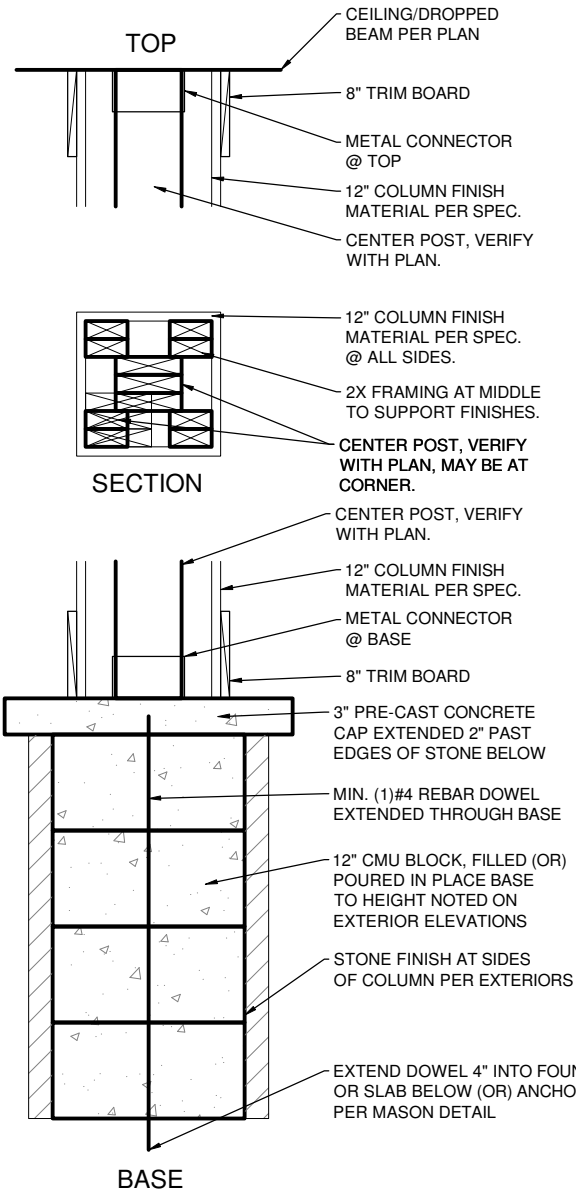 TOP
CEILING/DROPPED
BEAM PER PLAN
8" TRIM BOARD
METAL CONNECTOR
@ TOP
12" COLUMN FINISH
MATERIAL PER SPEC.
CENTER POST, VERIFY
WITH PLAN.
12" COLUMN FINISH
MATERIAL PER SPEC.
@ ALL SIDES.
2X FRAMING AT MIDDLE
TO SUPPORT FINISHES.
CENTER POST, VERIFY
WITH PLAN, MAY BE AT
CORNER.
SECTION
CENTER POST, VERIFY
WITH PLAN.
12" COLUMN FINISH
MATERIAL PER SPEC.
METAL CONNECTOR
@ BASE
8" TRIM BOARD
3" PRE-CAST CONCRETE
CAP EXTENDED 2" PAST
EDGES OF STONE BELOW
MIN. (1)#4 REBAR DOWEL
EXTENDED THROUGH BASE
12" CMU BLOCK, FILLED (OR)
POURED IN PLACE BASE
TO HEIGHT NOTED ON
EXTERIOR ELEVATIONS
STONE FINISH AT SIDES
OF COLUMN PER EXTERIORS
EXTEND DOWEL 4" INTO
OR SLAB BELOW (OR)
PER MASON DETAIL
BASE